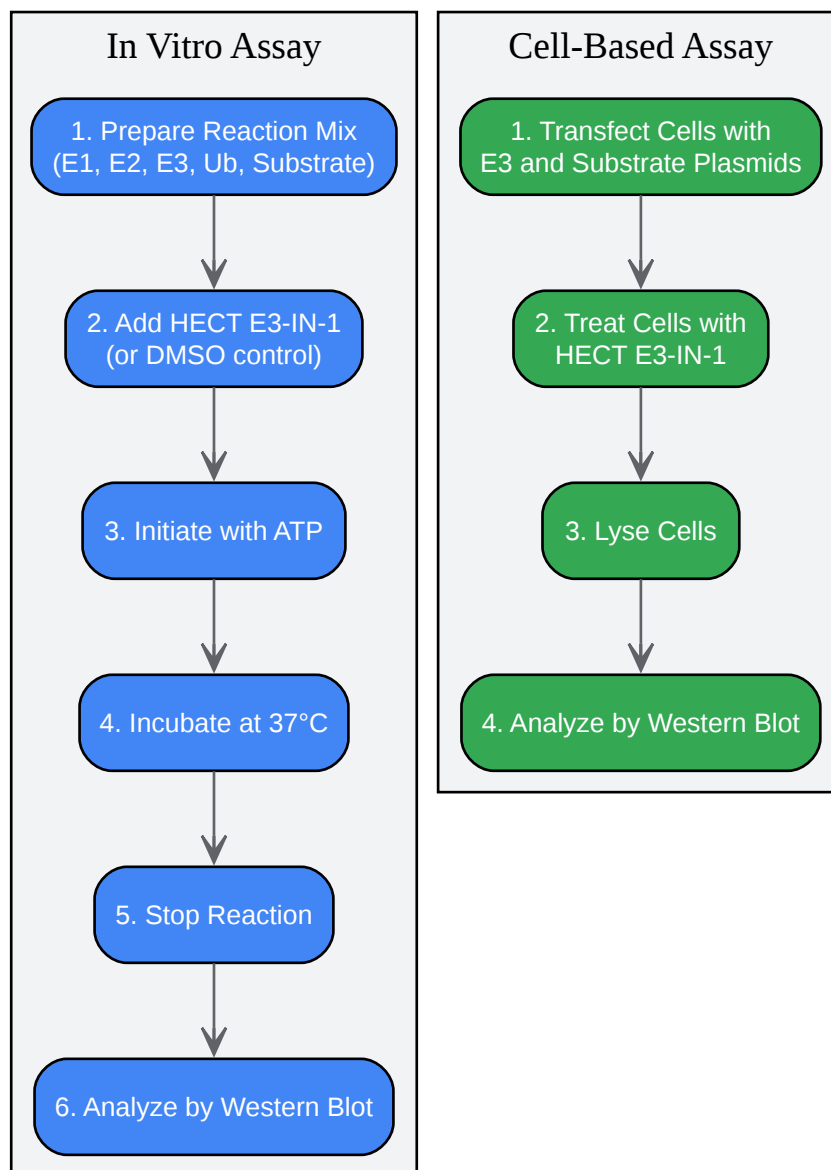 In Vitro Assay
1. Prepare Reaction Mix
(E1, E2, E3, Ub, Substrate)
2. Add HECT E3-IN-1
(or DMSO control)
3. Initiate with ATP
4. Incubate at 37°C
5. Stop Reaction
6. Analyze by Western Blot
Cell-Based Assay
1. Transfect Cells with
E3 and Substrate Plasmids
2. Treat Cells with
HECT E3-IN-1
3. Lyse Cells
4. Analyze by Western Blot